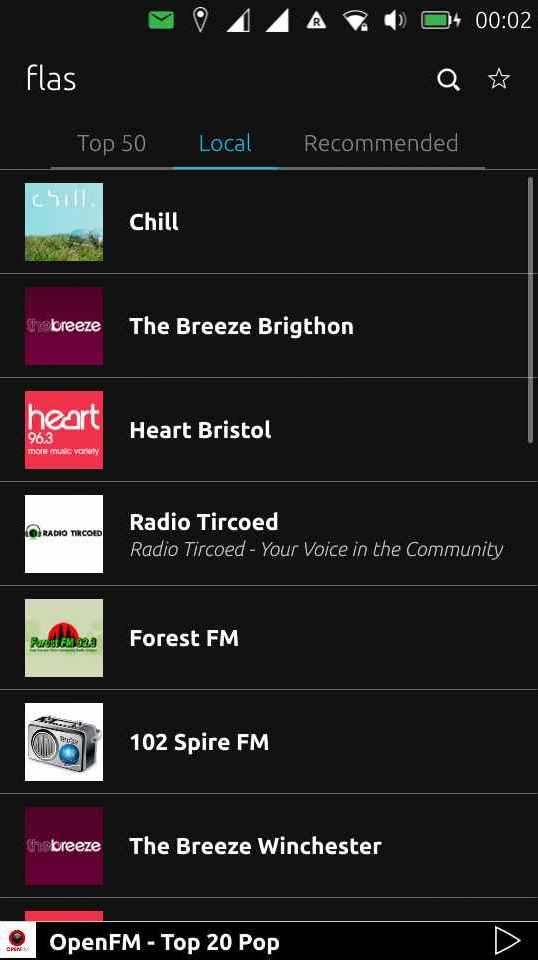 R
00:02
flas
Top 50 Local Recommended
chill.
Chill
thebreeze
The Breeze Brigthon
heart
96.3
more music variety
Heart Bristol
RADIO TIRCOED
Radio Tircoed
Radio Tircoed - Your Voice in the Community
Forest FM 92.3
Forest FM
102 Spire FM
thebreeze
The Breeze Winchester
OPENFM
OpenFM - Top 20 Pop